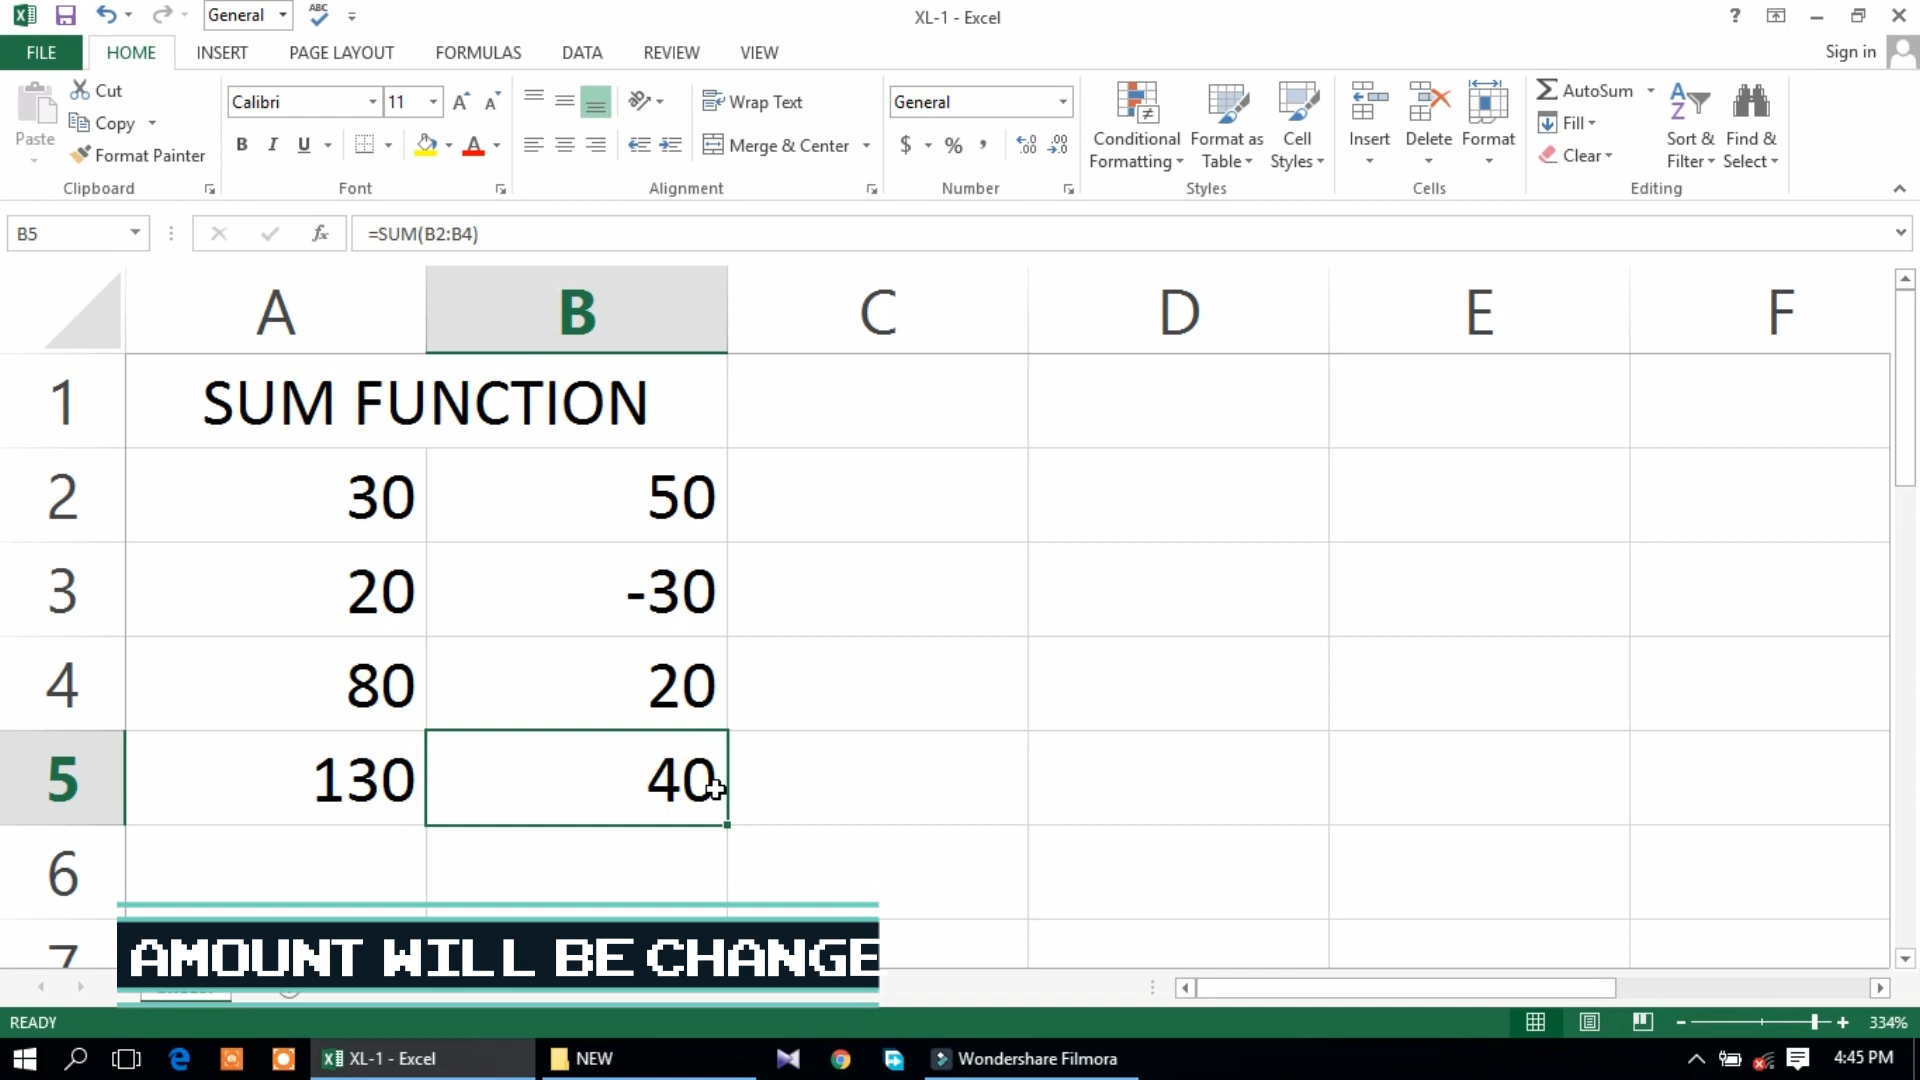 General
ABC
XL-1 - Excel
?
FILE
HOME
INSERT
PAGE LAYOUT
FORMULAS
DATA
REVIEW
VIEW
Sign in
Paste
Cut
Copy
Format Painter
Clipboard
Calibri
11
B I U
Font
Wrap Text
Merge & Center
Alignment
General
$ % ,
Number
Conditional Formatting
Format as Table
Cell Styles
Styles
Insert
Delete
Format
Cells
AutoSum
Fill
Clear
Sort & Filter
Find & Select
Editing
B5
fx
=SUM(B2:B4)
A B C D E F
1 SUM FUNCTION
2 30 50
3 20 -30
4 80 20
5 130 40
6
7
AMOUNT WILL BE CHANGE
READY
334%
XL-1 - Excel
NEW
Wondershare Filmora
4:45 PM